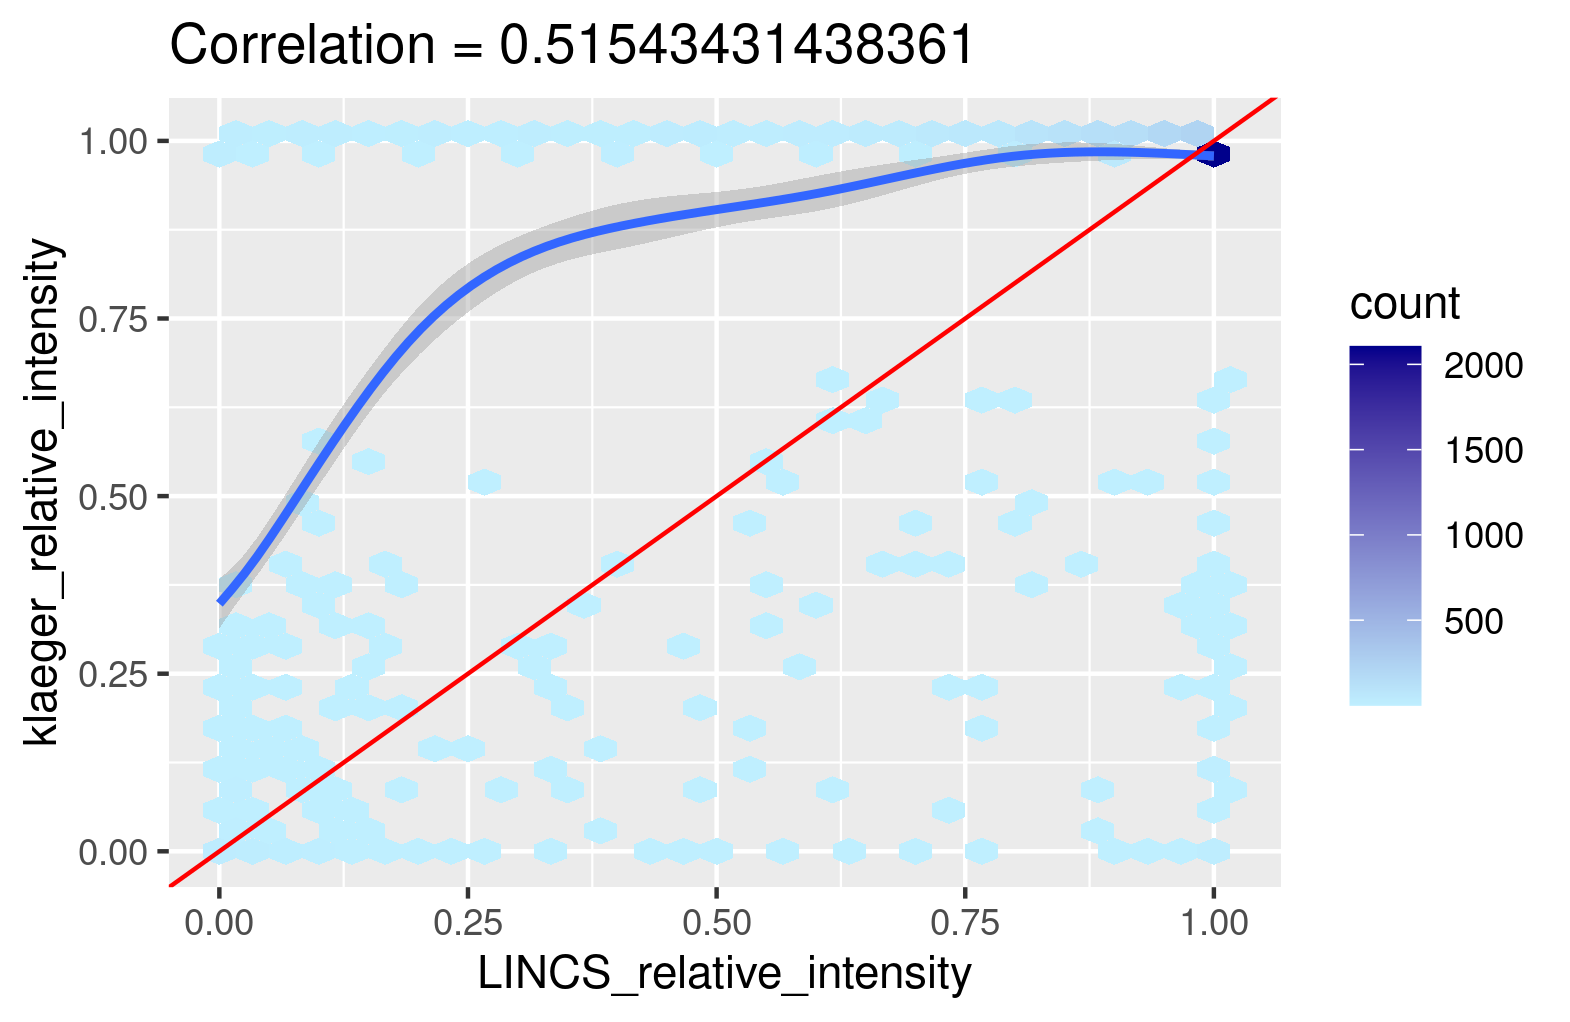 Correlation = 0.51543431438361
klaeger_relative_intensity
1.00
0.75
0.50
0.25
0.00
0.00 0.25 0.50 0.75 1.00
LINCS_relative_intensity
count
2000
1500
1000
500